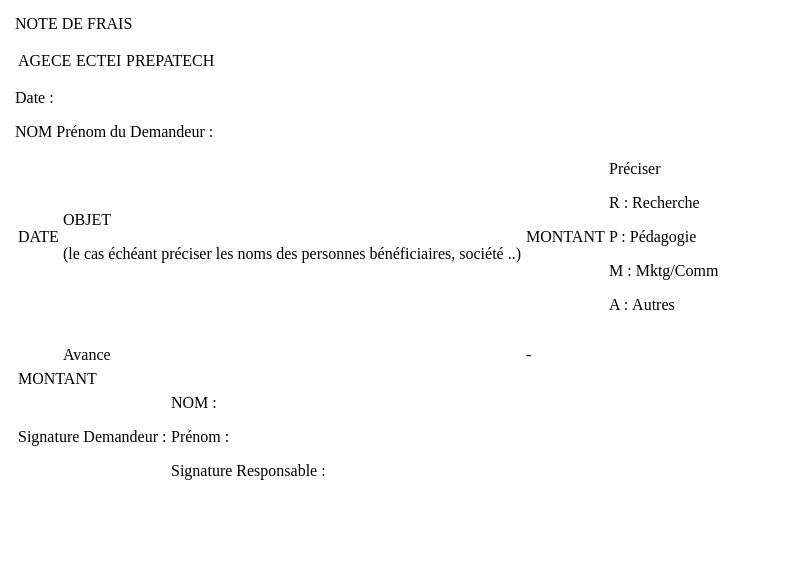 NOTE DE FRAIS
AGECE ECTEI PREPATECH
Date :
NOM Prénom du Demandeur :
DATE
OBJET
(le cas échéant préciser les noms des personnes bénéficiaires, société ..)
MONTANT
Préciser
R : Recherche
P : Pédagogie
M : Mktg/Comm
A : Autres
Avance -
MONTANT
Signature Demandeur :
NOM :
Prénom :
Signature Responsable :